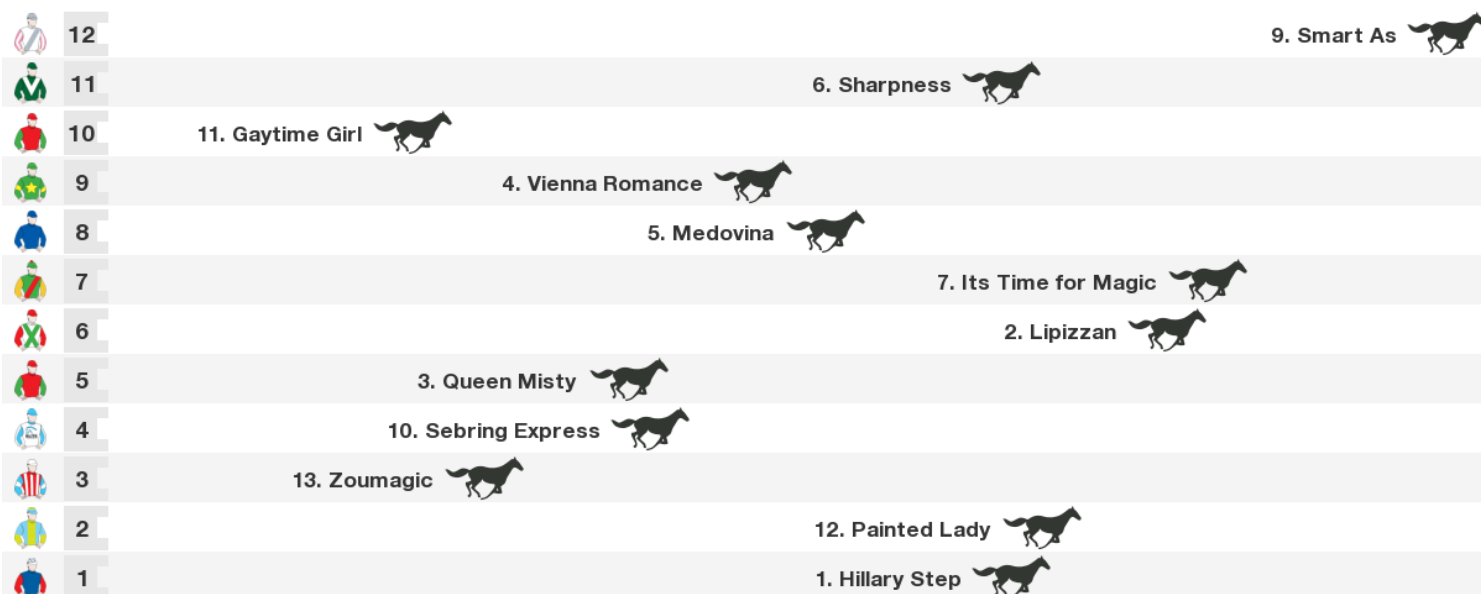 12 9. Smart As
11 6. Sharpness
10 11. Gaytime Girl
9 4. Vienna Romance
8 5. Medovina
7 7. Its Time for Magic
6 2. Lipizzan
5 3. Queen Misty
4 10. Sebring Express
3 13. Zoumagic
2 12. Painted Lady
1 1. Hillary Step